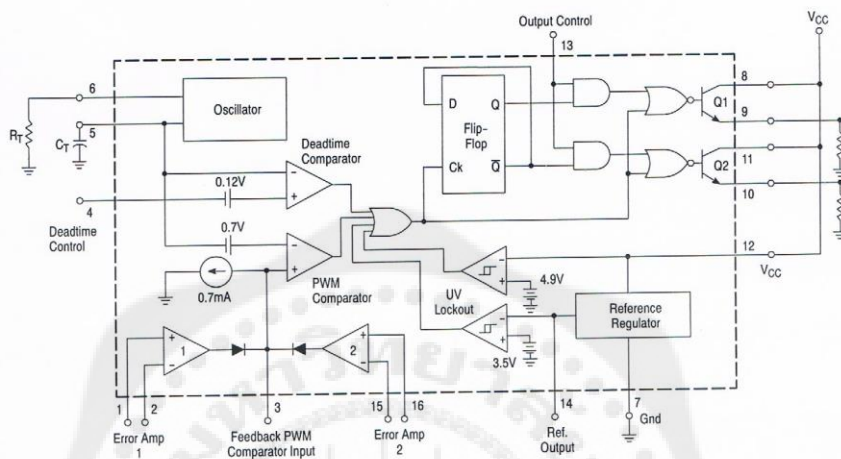 Output Control
13
VCC
6
Oscillator
RT
5
CT
D
Q
Flip-
Flop
Ck
Q̅
8
Q1
9
11
Q2
10
Deadtime
Comparator
0.12V
4
Deadtime
Control
0.7V
0.7mA
PWM
Comparator
UV
Lockout
4.9V
3.5V
12
VCC
Reference
Regulator
1
2
1
2
3
15
16
14
7
Gnd
Error Amp
1
Feedback PWM
Comparator Input
Error Amp
2
Ref.
Output